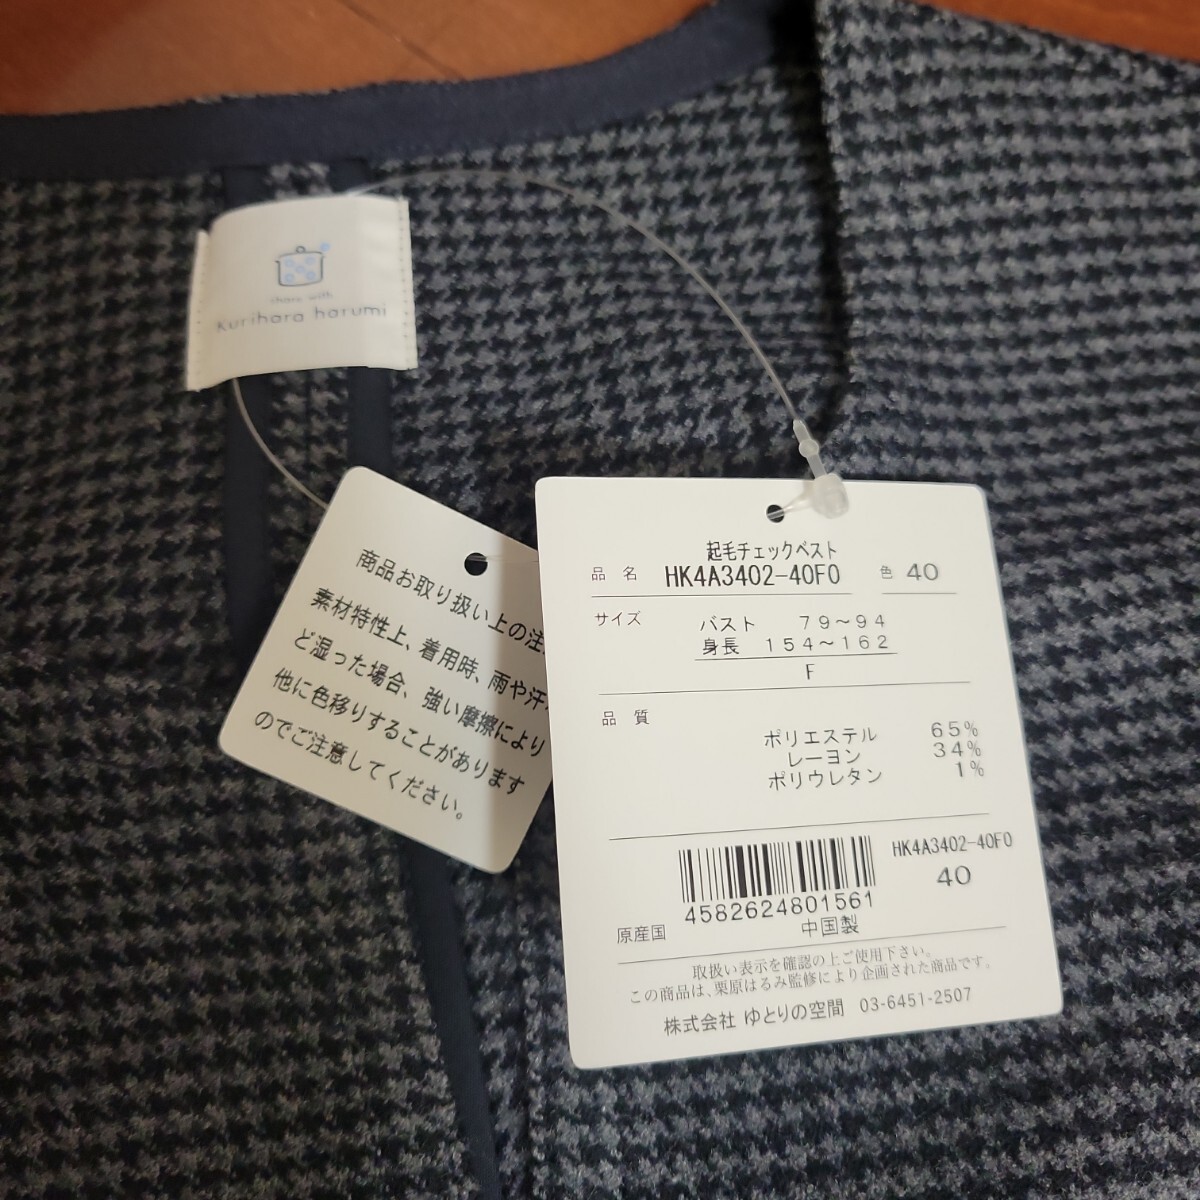 share with
Kurihara harumi
商品お取り扱い上の注
素材特性上、着用時、雨や汗
ど湿った場合、強い摩擦により
他に色移りすることがあります
のでご注意してください。
起毛チェックベスト
品名 HK4A3402-40F0 色 40
サイズ バスト 79~94
身長 154~162
F
品質
ポリエステル 65%
レーヨン 34%
ポリウレタン 1%
HK4A3402-40F0
40
4582624801561
原産国 中国製
取扱い表示を確認の上ご使用下さい。
この商品は、栗原はるみ監修により企画された商品です。
株式会社 ゆとりの空間 03-6451-2507